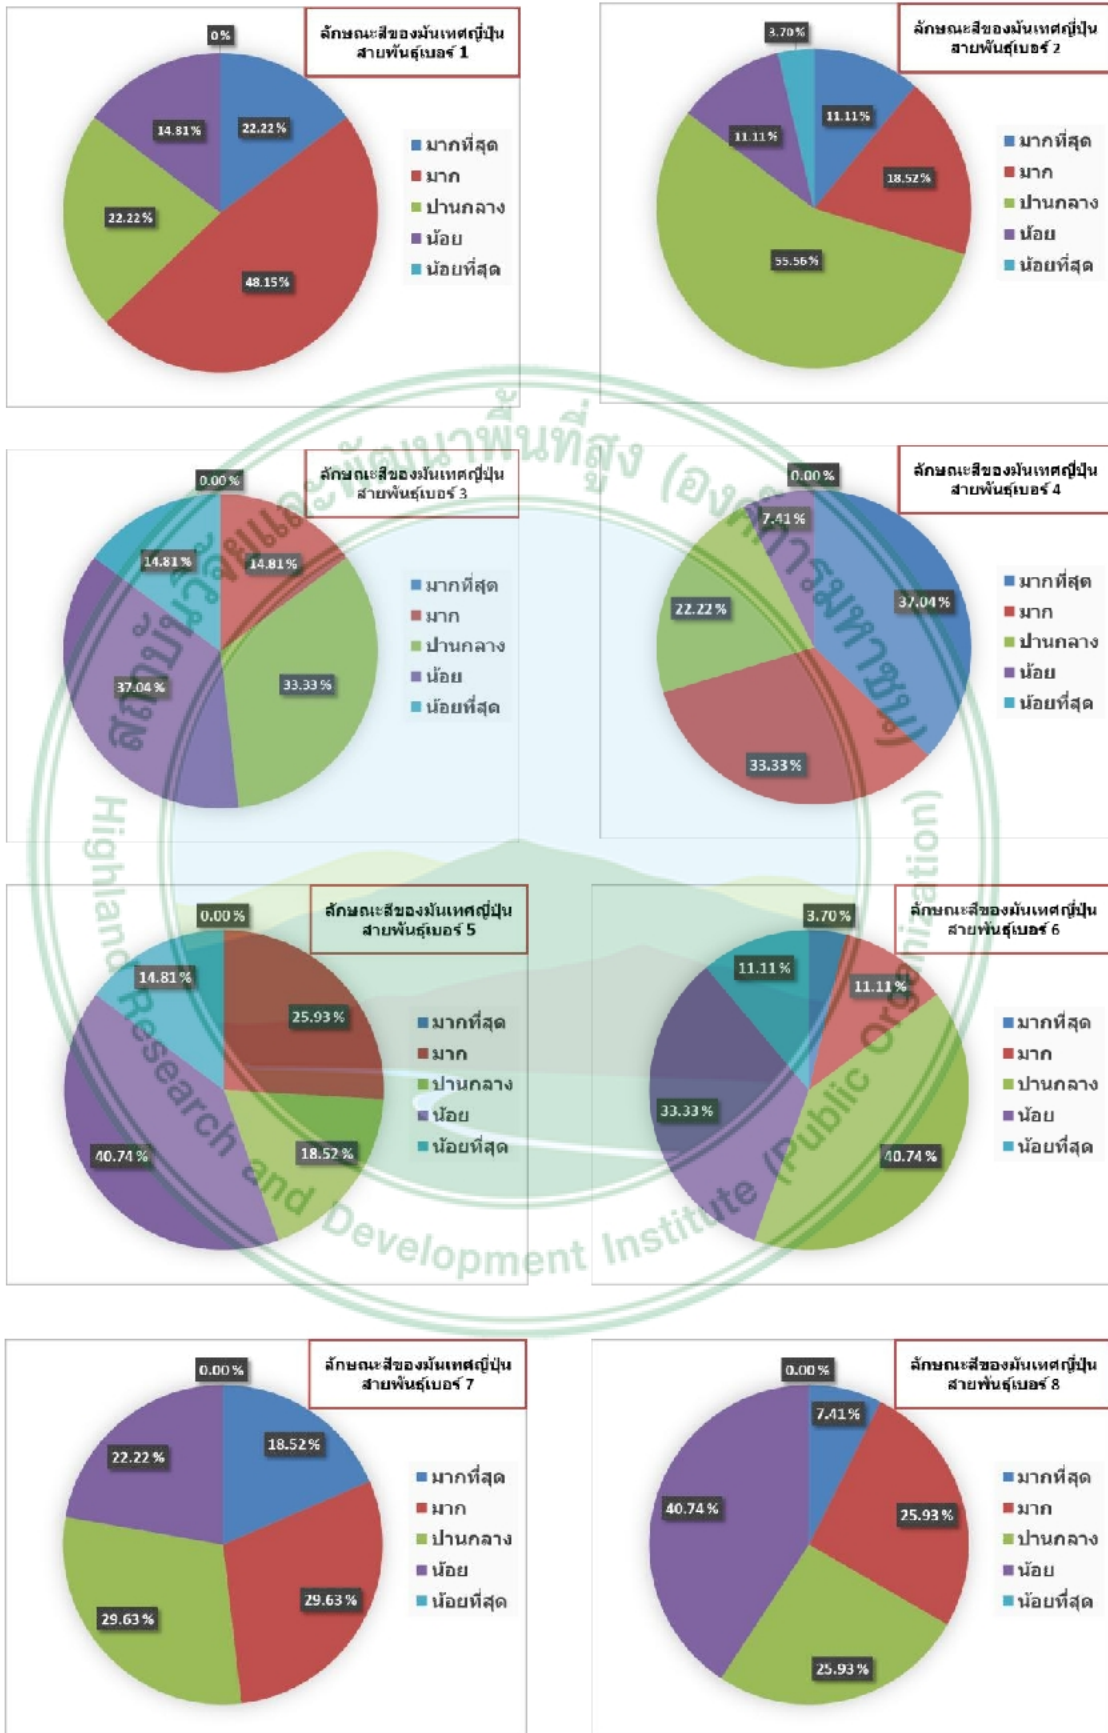 ลักษณะสีของมันเทศญี่ปุ่น
สายพันธุ์เบอร์ 1
0%
22.22%
48.15%
22.22%
14.81%
มากที่สุด
มาก
ปานกลาง
น้อย
น้อยที่สุด
ลักษณะสีของมันเทศญี่ปุ่น
สายพันธุ์เบอร์ 2
3.70%
11.11%
18.52%
55.56%
11.11%
มากที่สุด
มาก
ปานกลาง
น้อย
น้อยที่สุด
ลักษณะสีของมันเทศญี่ปุ่น
สายพันธุ์เบอร์ 3
0.00%
14.81%
33.33%
37.04%
14.81%
มากที่สุด
มาก
ปานกลาง
น้อย
น้อยที่สุด
ลักษณะสีของมันเทศญี่ปุ่น
สายพันธุ์เบอร์ 4
0.00%
37.04%
33.33%
22.22%
7.41%
มากที่สุด
มาก
ปานกลาง
น้อย
น้อยที่สุด
ลักษณะสีของมันเทศญี่ปุ่น
สายพันธุ์เบอร์ 5
0.00%
25.93%
18.52%
40.74%
14.81%
มากที่สุด
มาก
ปานกลาง
น้อย
น้อยที่สุด
ลักษณะสีของมันเทศญี่ปุ่น
สายพันธุ์เบอร์ 6
3.70%
11.11%
40.74%
33.33%
11.11%
มากที่สุด
มาก
ปานกลาง
น้อย
น้อยที่สุด
ลักษณะสีของมันเทศญี่ปุ่น
สายพันธุ์เบอร์ 7
0.00%
18.52%
29.63%
29.63%
22.22%
มากที่สุด
มาก
ปานกลาง
น้อย
น้อยที่สุด
ลักษณะสีของมันเทศญี่ปุ่น
สายพันธุ์เบอร์ 8
0.00%
7.41%
25.93%
25.93%
40.74%
มากที่สุด
มาก
ปานกลาง
น้อย
น้อยที่สุด
สถาบันวิจัยและพัฒนาพื้นที่สูง (องค์การมหาชน)
Highland Research and Development Institute (Public Organization)